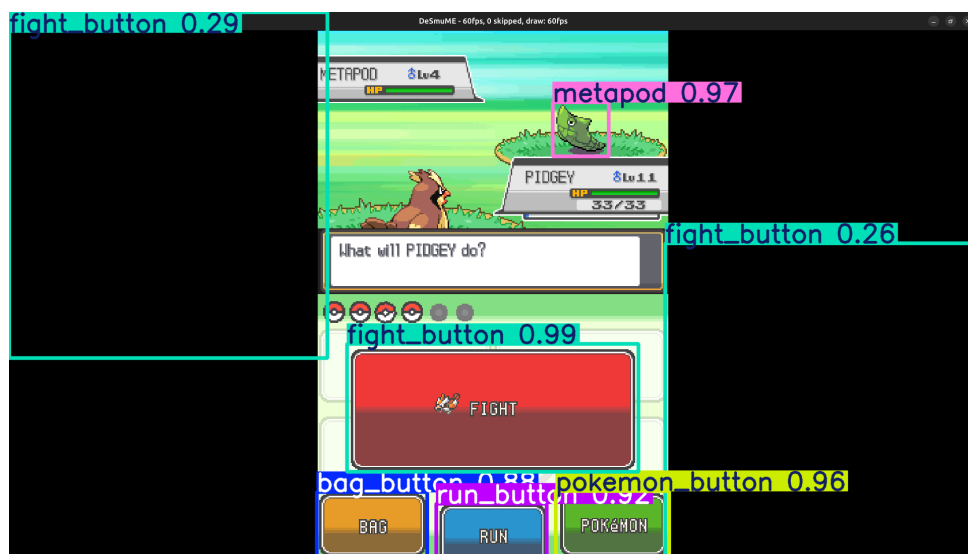 DeSmuME - 60fps, 0 skipped, draw: 60fps
fight_button 0.29
METAPOD ♂Lv4
HP
metapod 0.97
PIDGEY ♂Lv11
HP
33/33
fight_button 0.26
What will PIDGEY do?
fight_button 0.99
FIGHT
bag_button 0.88
run_button 0.92
pokemon_button 0.96
BAG
RUN
POKéMON